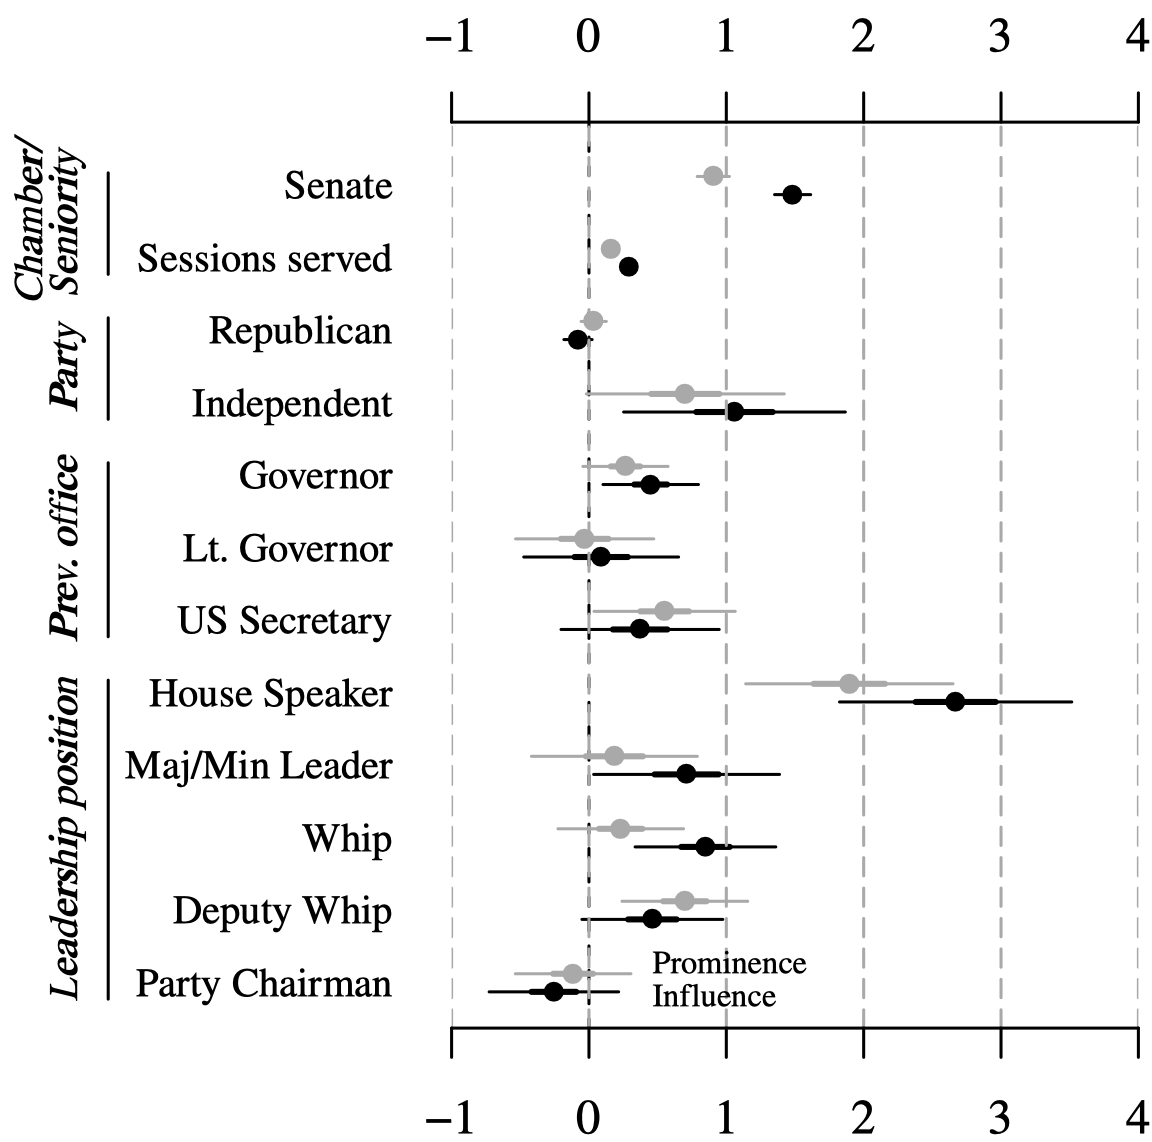 −1 0 1 2 3 4
Chamber/
Seniority
Senate
Sessions served
Party
Republican
Independent
Prev. office
Governor
Lt. Governor
US Secretary
Leadership position
House Speaker
Maj/Min Leader
Whip
Deputy Whip
Party Chairman
Prominence
Influence
−1 0 1 2 3 4